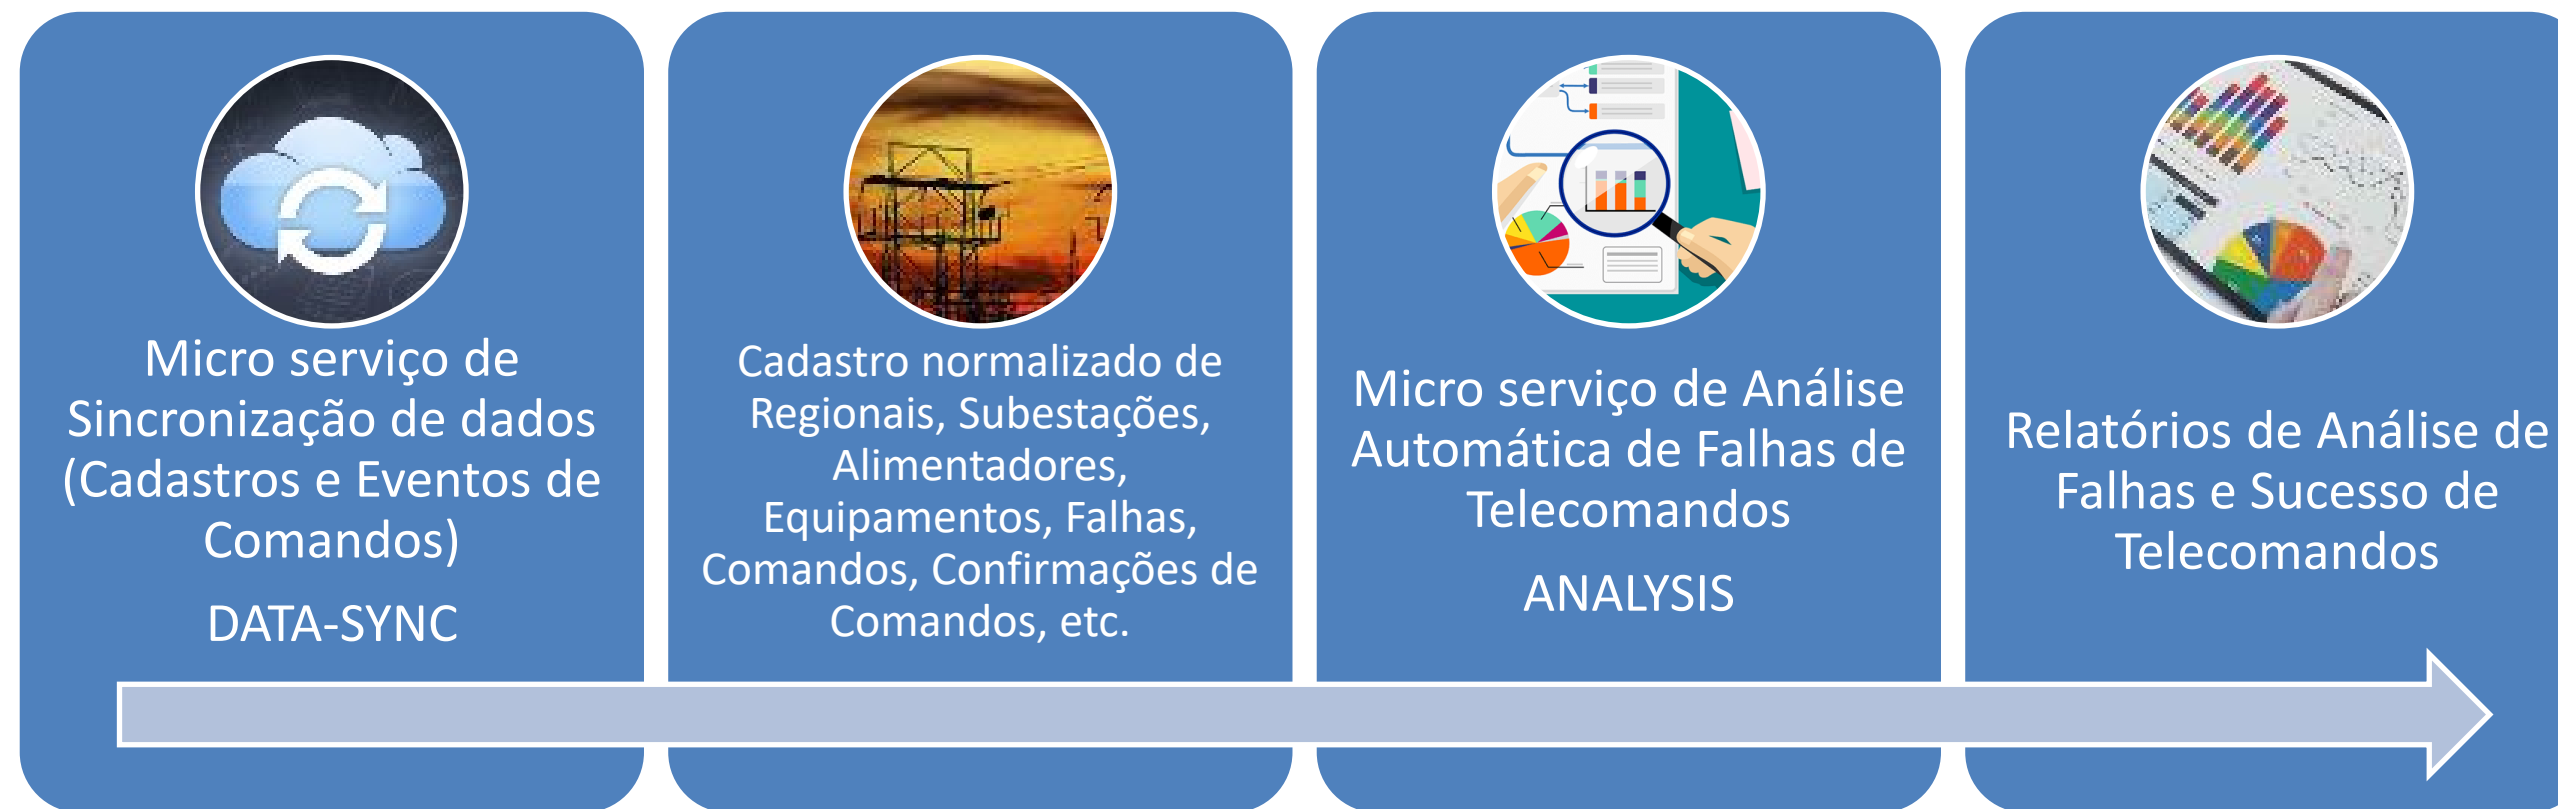 Micro serviço de
Sincronização de dados
(Cadastros e Eventos de
Comandos)
DATA-SYNC
Cadastro normalizado de
Regionais, Subestações,
Alimentadores,
Equipamentos, Falhas,
Comandos, Confirmações de
Comandos, etc.
Micro serviço de Análise
Automática de Falhas de
Telecomandos
ANALYSIS
Relatórios de Análise de
Falhas e Sucesso de
Telecomandos